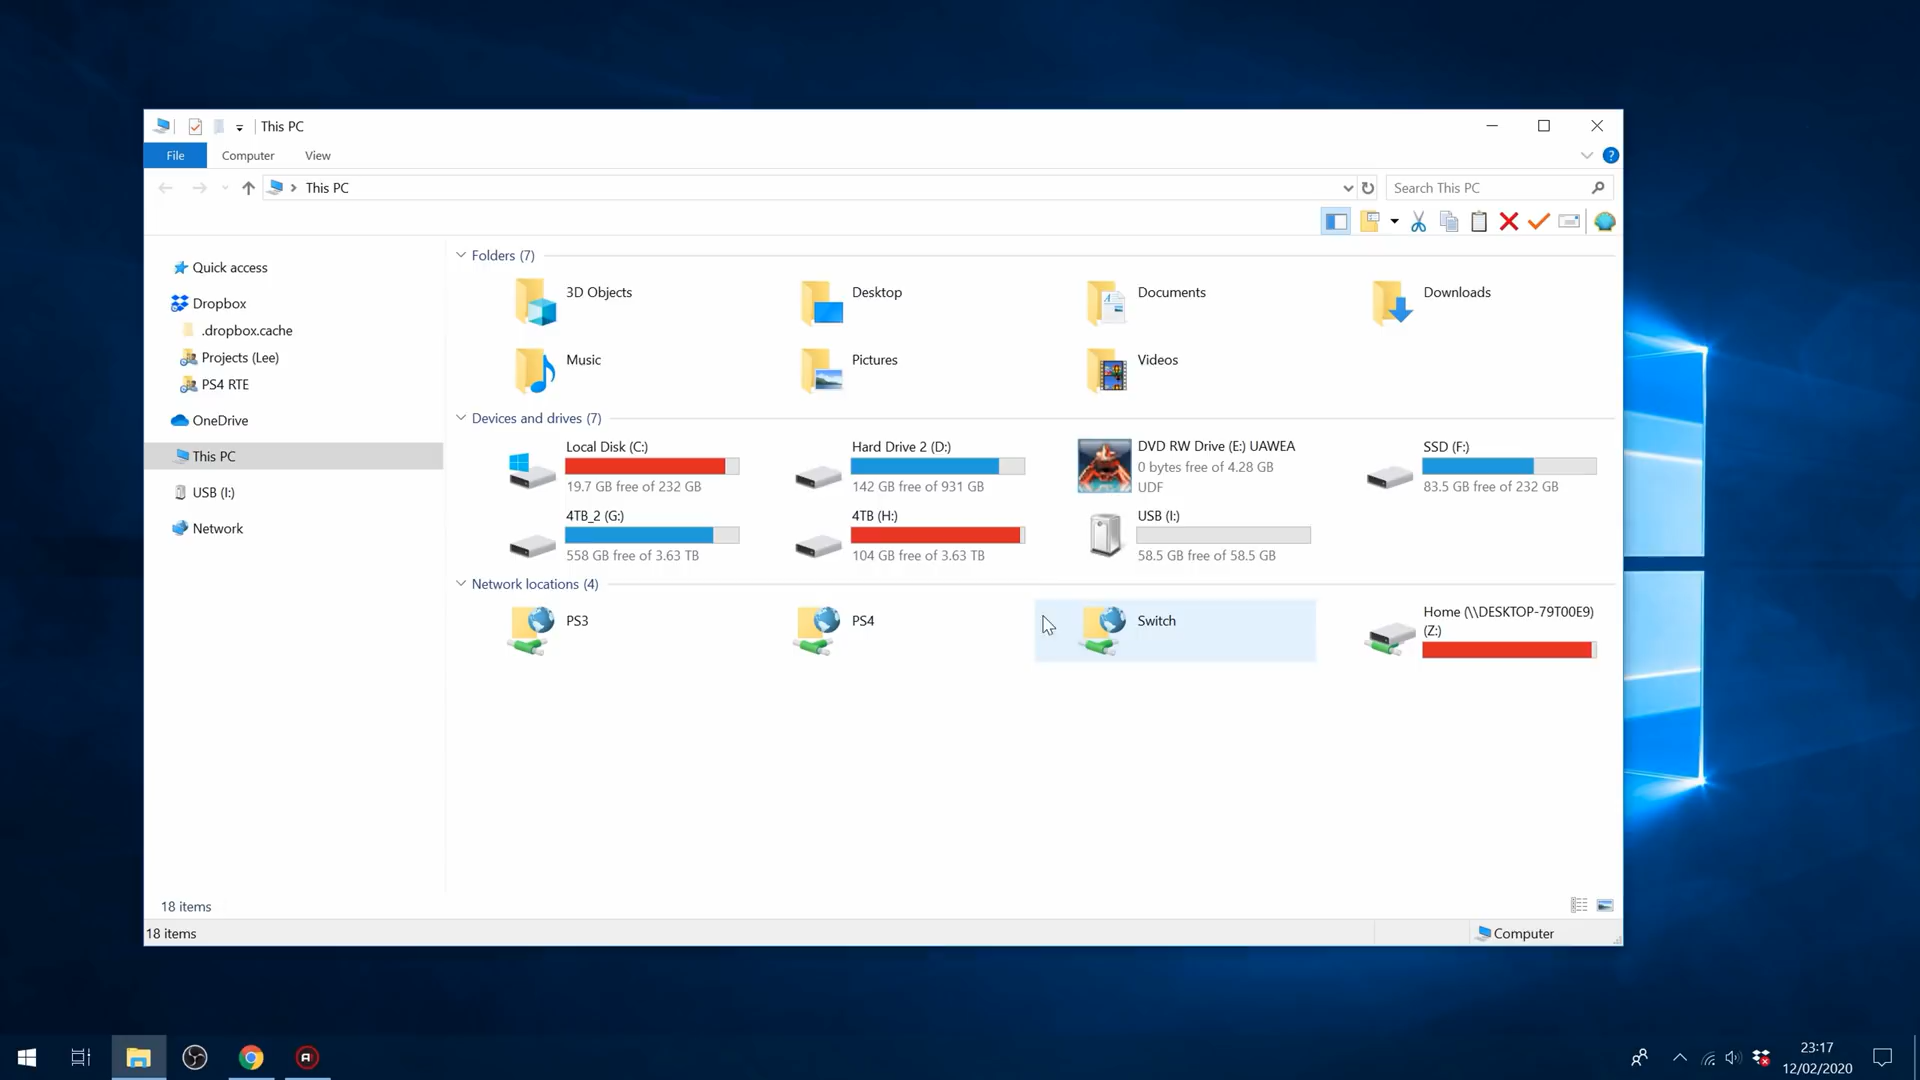 This PC
File
Computer
View
This PC
Search This PC
Quick access
Dropbox
.dropbox.cache
Projects (Lee)
PS4 RTE
OneDrive
This PC
USB (I:)
Network
Folders (7)
3D Objects
Desktop
Documents
Downloads
Music
Pictures
Videos
Devices and drives (7)
Local Disk (C:)
19.7 GB free of 232 GB
Hard Drive 2 (D:)
142 GB free of 931 GB
DVD RW Drive (E:) UAWEA
0 bytes free of 4.28 GB
UDF
SSD (F:)
83.5 GB free of 232 GB
4TB_2 (G:)
558 GB free of 3.63 TB
4TB (H:)
104 GB free of 3.63 TB
USB (I:)
58.5 GB free of 58.5 GB
Network locations (4)
PS3
PS4
Switch
Home (\\DESKTOP-79T00E9)
(Z:)
18 items
18 items
Computer
23:17
12/02/2020